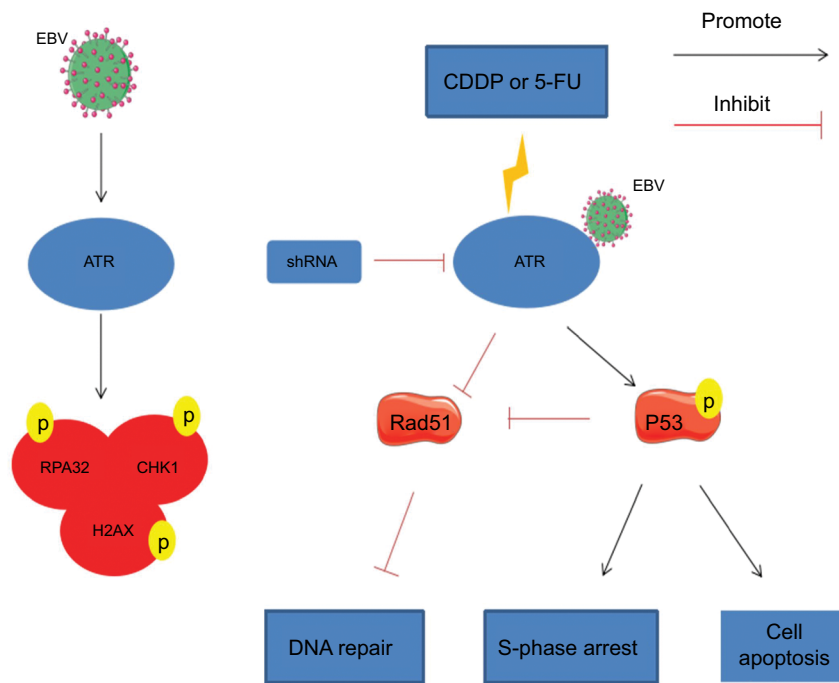 EBV
ATR
p
p
RPA32
CHK1
H2AX
p
CDDP or 5-FU
Promote
Inhibit
EBV
shRNA
ATR
Rad51
P53
p
DNA repair
S-phase arrest
Cell
apoptosis